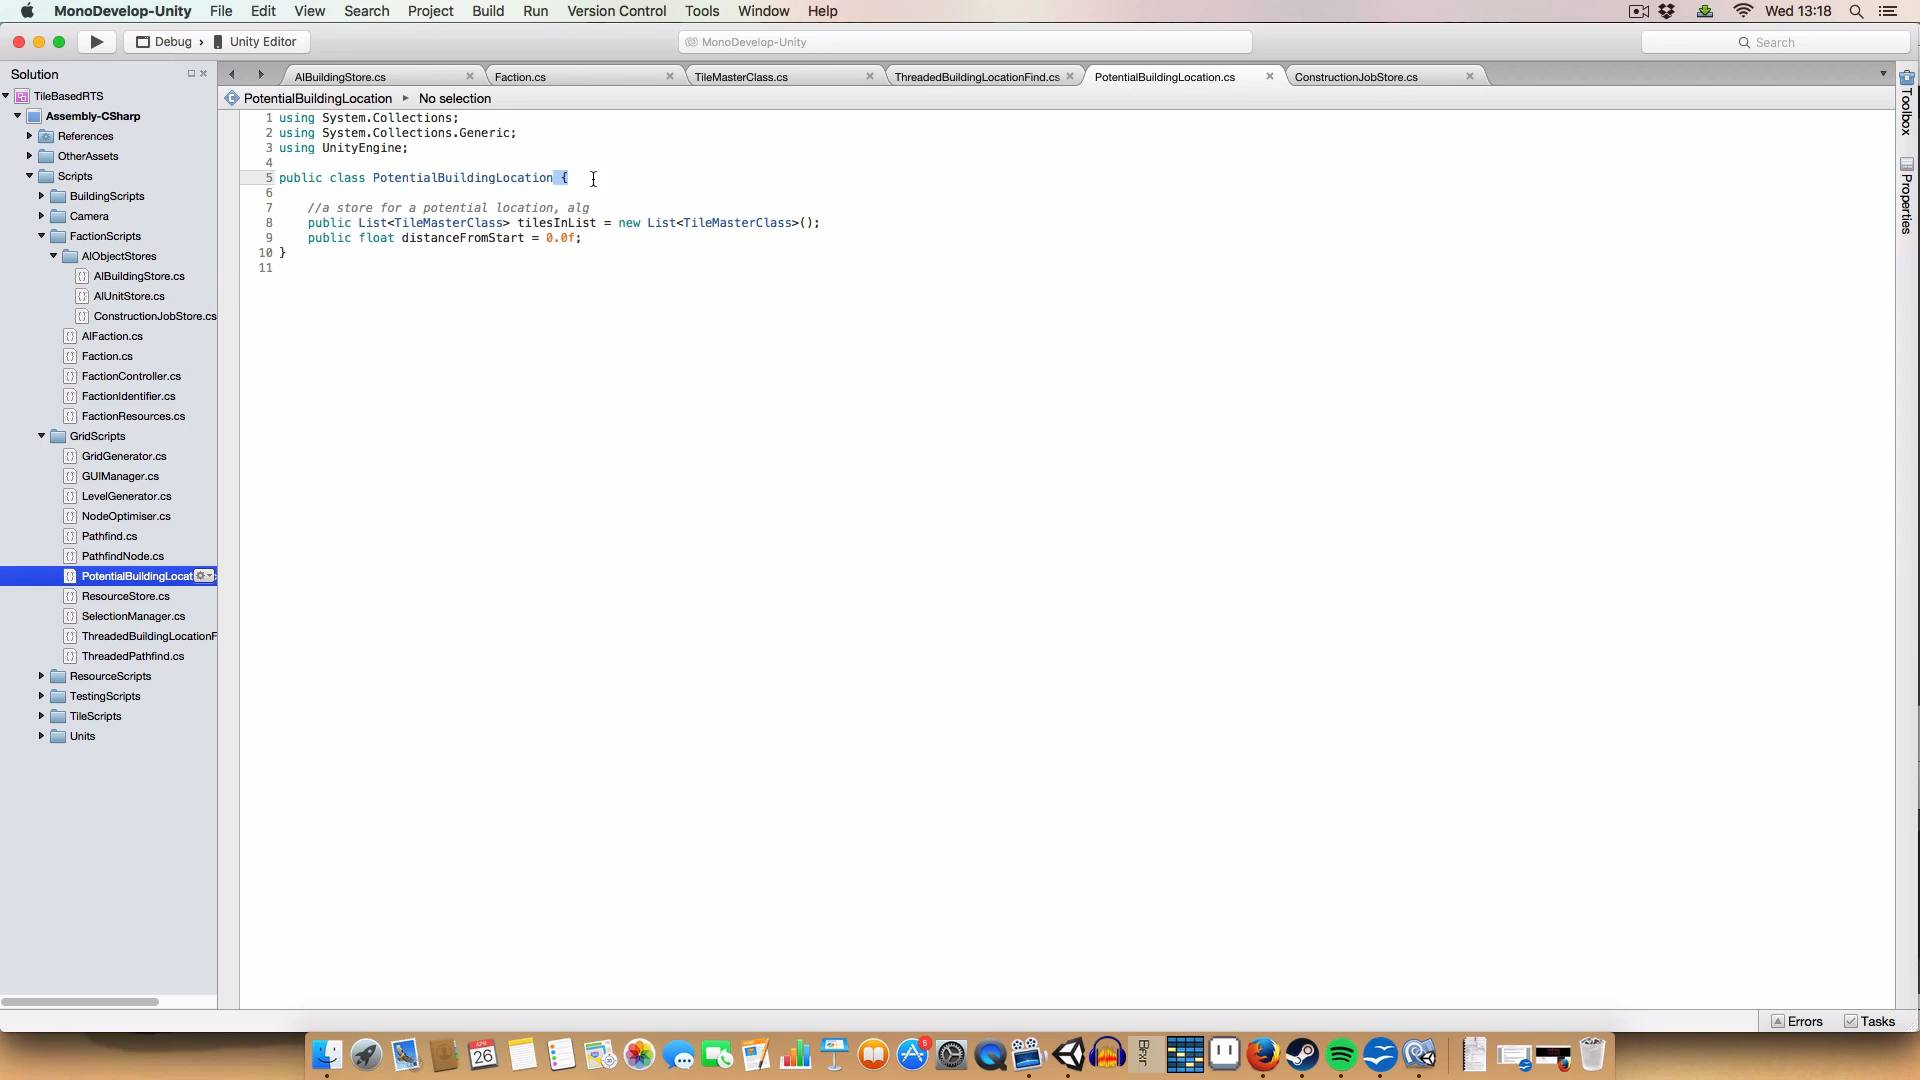 MonoDevelop-Unity File Edit View Search Project Build Run Version Control Tools Window Help Wed 13:18
Debug › Unity Editor MonoDevelop-Unity Search
Solution
AIBuildingStore.cs Faction.cs TileMasterClass.cs ThreadedBuildingLocationFind.cs PotentialBuildingLocation.cs ConstructionJobStore.cs
PotentialBuildingLocation No selection
TileBasedRTS
Assembly-CSharp
References
OtherAssets
Scripts
BuildingScripts
Camera
FactionScripts
AIObjectStores
AIBuildingStore.cs
AIUnitStore.cs
ConstructionJobStore.cs
AIFaction.cs
Faction.cs
FactionController.cs
FactionIdentifier.cs
FactionResources.cs
GridScripts
GridGenerator.cs
GUIManager.cs
LevelGenerator.cs
NodeOptimiser.cs
Pathfind.cs
PathfindNode.cs
PotentialBuildingLocat
ResourceStore.cs
SelectionManager.cs
ThreadedBuildingLocationF
ThreadedPathfind.cs
ResourceScripts
TestingScripts
TileScripts
Units
1 using System.Collections;
2 using System.Collections.Generic;
3 using UnityEngine;
4
5 public class PotentialBuildingLocation {
6
7 //a store for a potential location, alg
8 public List<TileMasterClass> tilesInList = new List<TileMasterClass>();
9 public float distanceFromStart = 0.0f;
10 }
11
Toolbox
Properties
Errors Tasks
APR
26
Bfxr